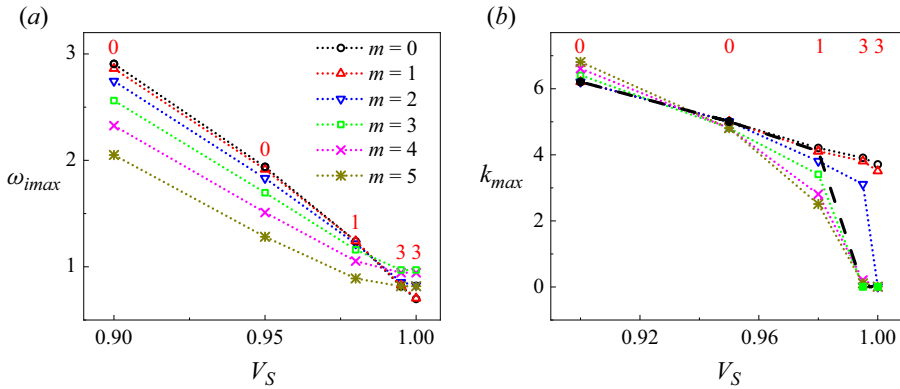 (a)
0
3
2
1
ω_imax
0
1
3 3
m = 0
m = 1
m = 2
m = 3
m = 4
m = 5
0.90 0.95 1.00
V_S
(b)
0 0 1 3 3
6
4
2
0
k_max
0.92 0.96 1.00
V_S